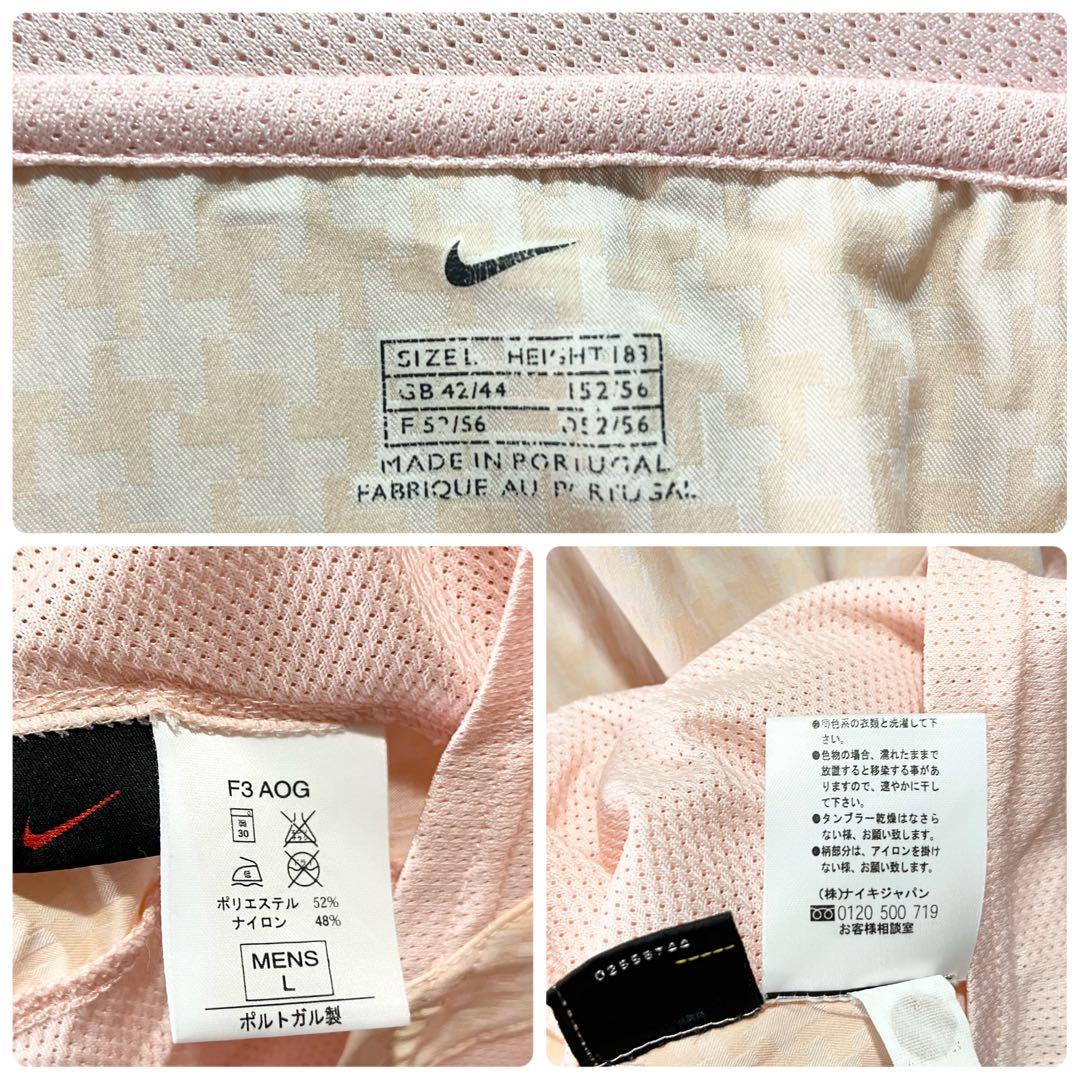 SIZE L HEIGHT 183
GB 42/44 I 52/56
F 52/56 D 52/56
MADE IN PORTUGAL
FABRIQUE AU PORTUGAL
F3 AOG
30
低
ポリエステル 52%
ナイロン 48%
MENS
L
ポルトガル製
●同色系の衣類と洗濯して下
さい。
●色物の場合、濡れたままで
放置すると移染する事があ
りますので、速やかに干し
て下さい。
●タンブラー乾燥はなさら
ない様、お願い致します。
●柄部分は、アイロンを掛け
ない様、お願い致します。
(株)ナイキジャパン
0120 500 719
お客様相談室